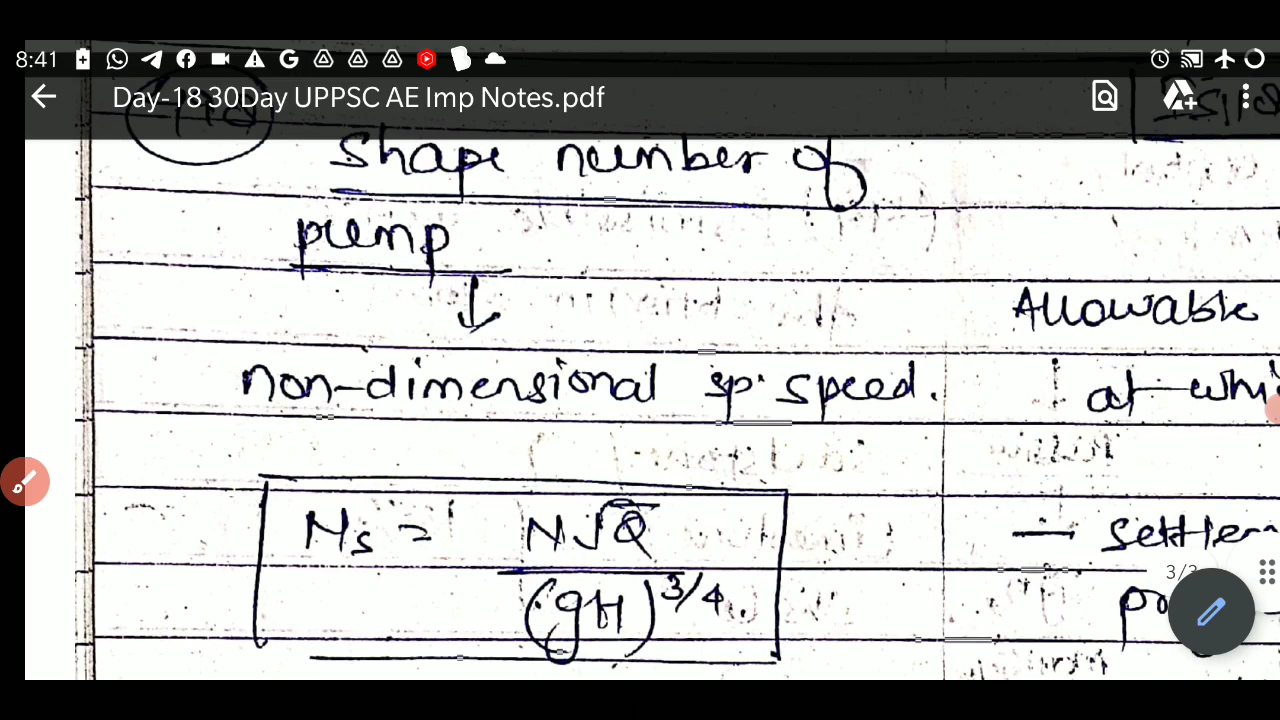 8:41
Day-18 30Day UPPSC AE Imp Notes.pdf
Shape number of
pump
↓
non-dimensional sp. speed.
Ns = N√Q / (gH)^3/4.
Allowable
at whi
— settlem
3/3